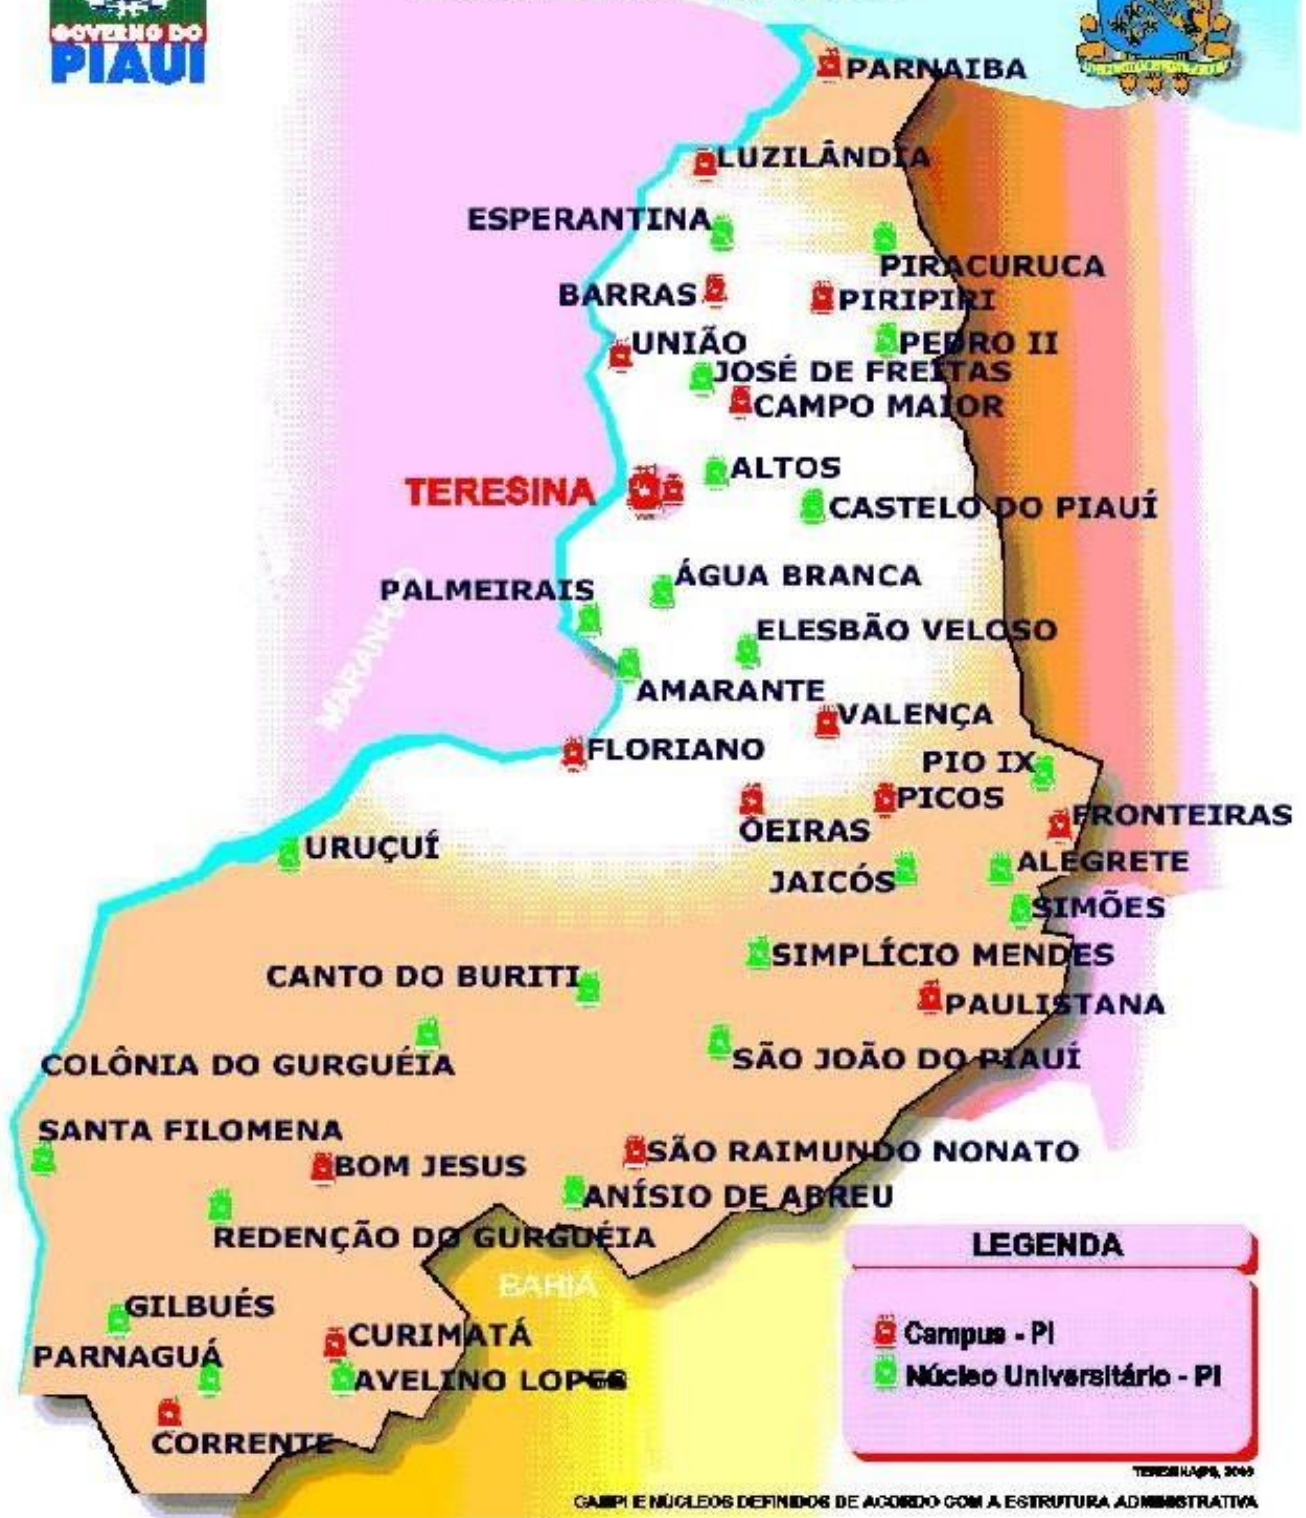 GOVERNO DO
PIAUÍ
PARNAIBA
LUZILÂNDIA
ESPERANTINA
PIRACURUCA
BARRAS
PIRIPIRI
UNIÃO
PEDRO II
JOSÉ DE FREITAS
CAMPO MAIOR
ALTOS
TERESINA
CASTELO DO PIAUÍ
ÁGUA BRANCA
PALMEIRAIS
MARANHÃO
ELESBÃO VELOSO
AMARANTE
VALENÇA
FLORIANO
PIO IX
PICOS
FRONTEIRAS
OEIRAS
URUÇUÍ
ALEGRETE
JAICÓS
SIMÕES
SIMPLÍCIO MENDES
CANTO DO BURITI
PAULISTANA
SÃO JOÃO DO PIAUÍ
COLÔNIA DO GURGUÉIA
SANTA FILOMENA
SÃO RAIMUNDO NONATO
BOM JESUS
ANÍSIO DE ABREU
REDENÇÃO DO GURGUÉIA
BAHIA
GILBUÉS
CURIMATÁ
PARNAGUÁ
AVELINO LOPES
CORRENTE
LEGENDA
Campus - PI
Núcleo Universitário - PI
CAMPI E NÚCLEOS DEFINIDOS DE ACORDO COM A ESTRUTURA ADMINISTRATIVA